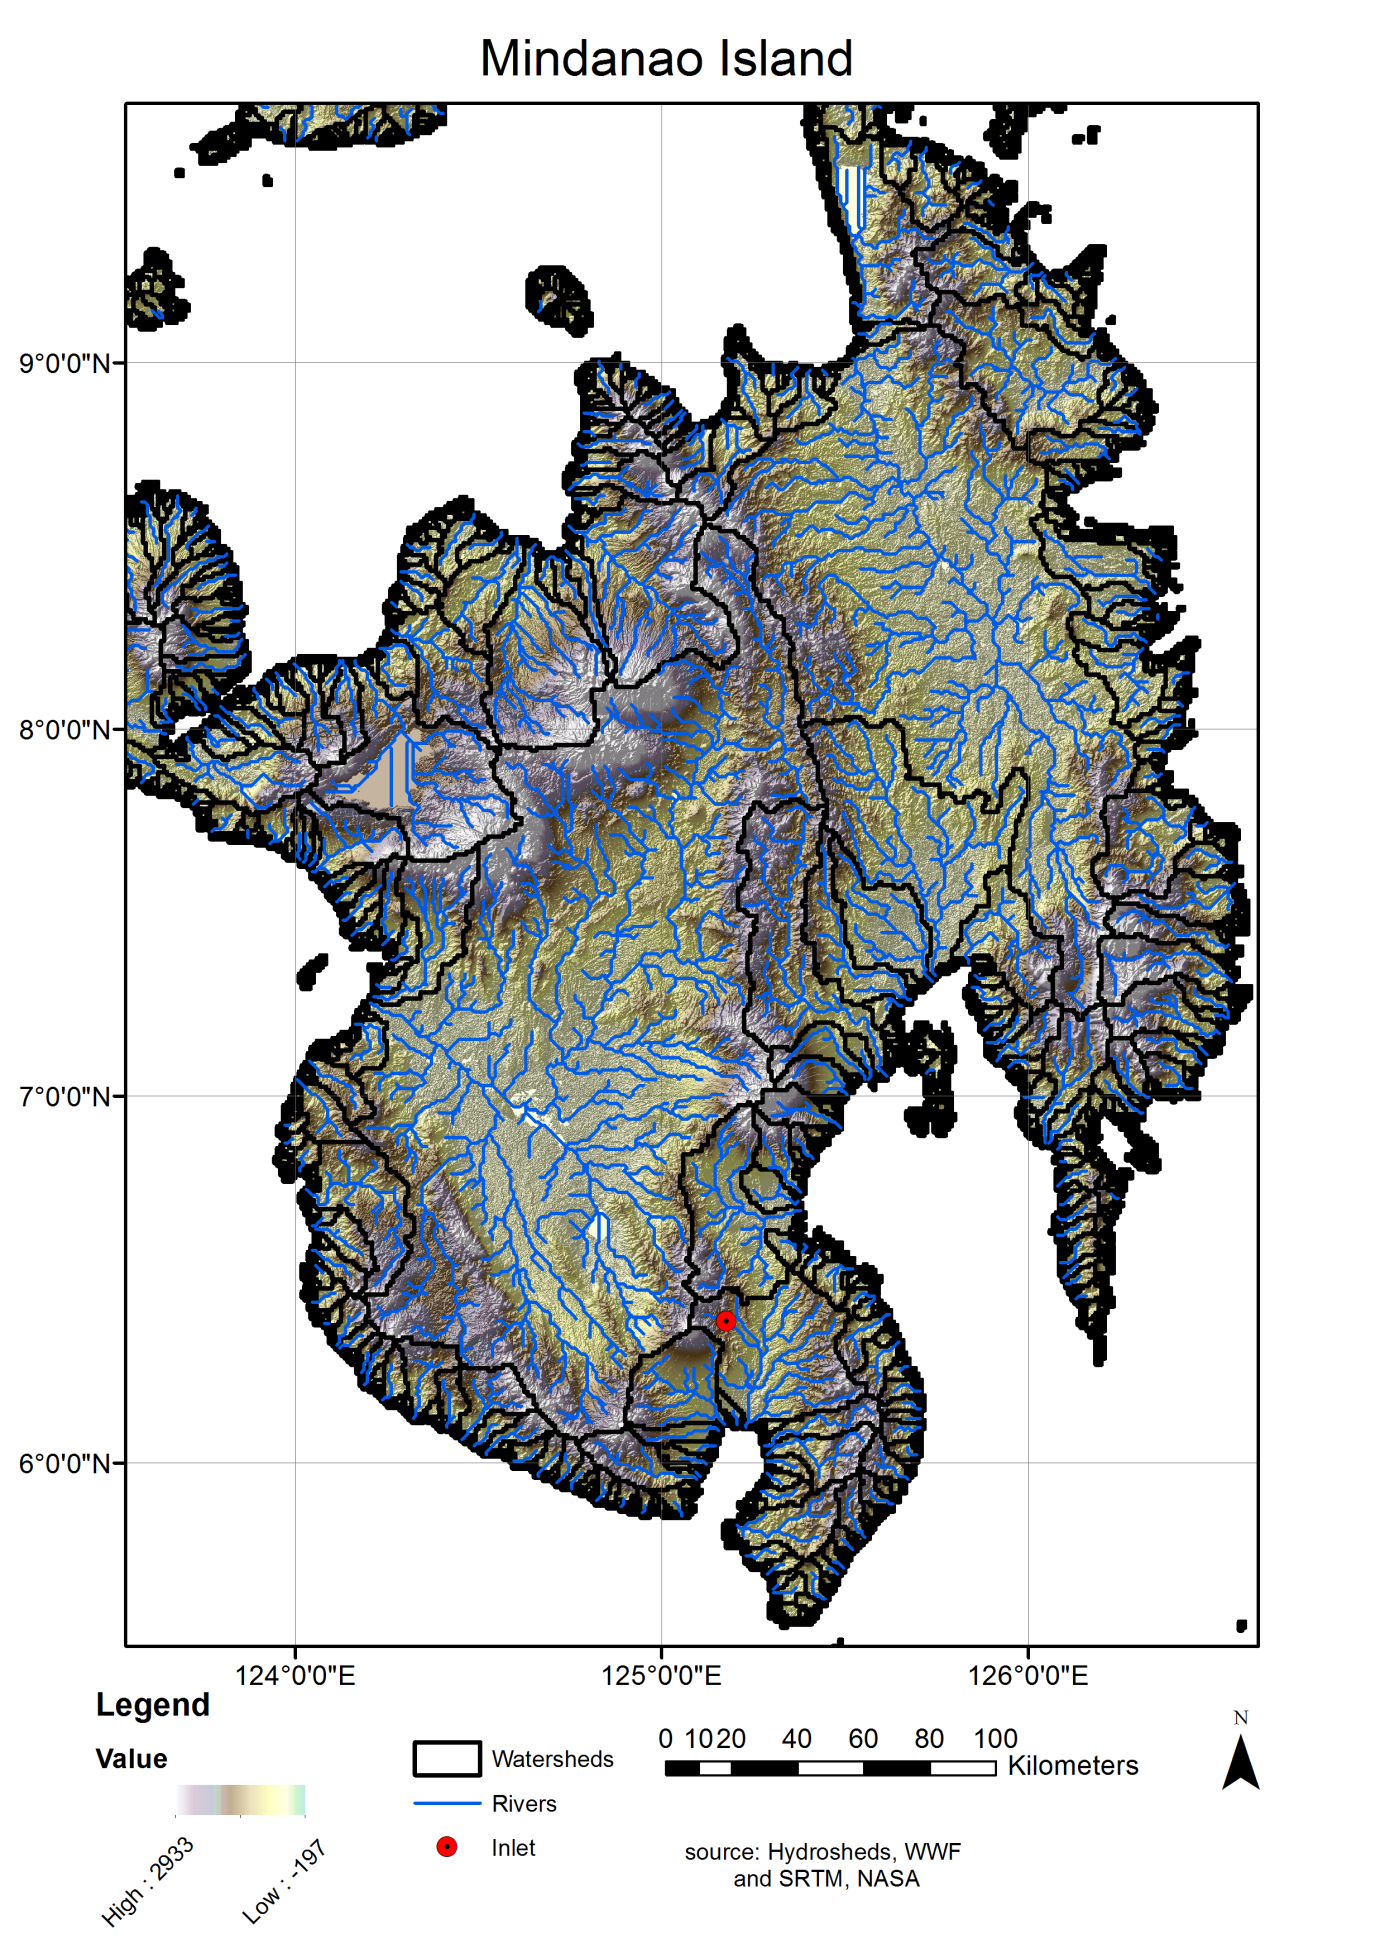 Mindanao Island
9°0'0"N
8°0'0"N
7°0'0"N
6°0'0"N
124°0'0"E
125°0'0"E
126°0'0"E
Legend
Value
High : 2933
Low : -197
Watersheds
Rivers
Inlet
0 10 20 40 60 80 100
Kilometers
source: Hydrosheds, WWF
and SRTM, NASA
N